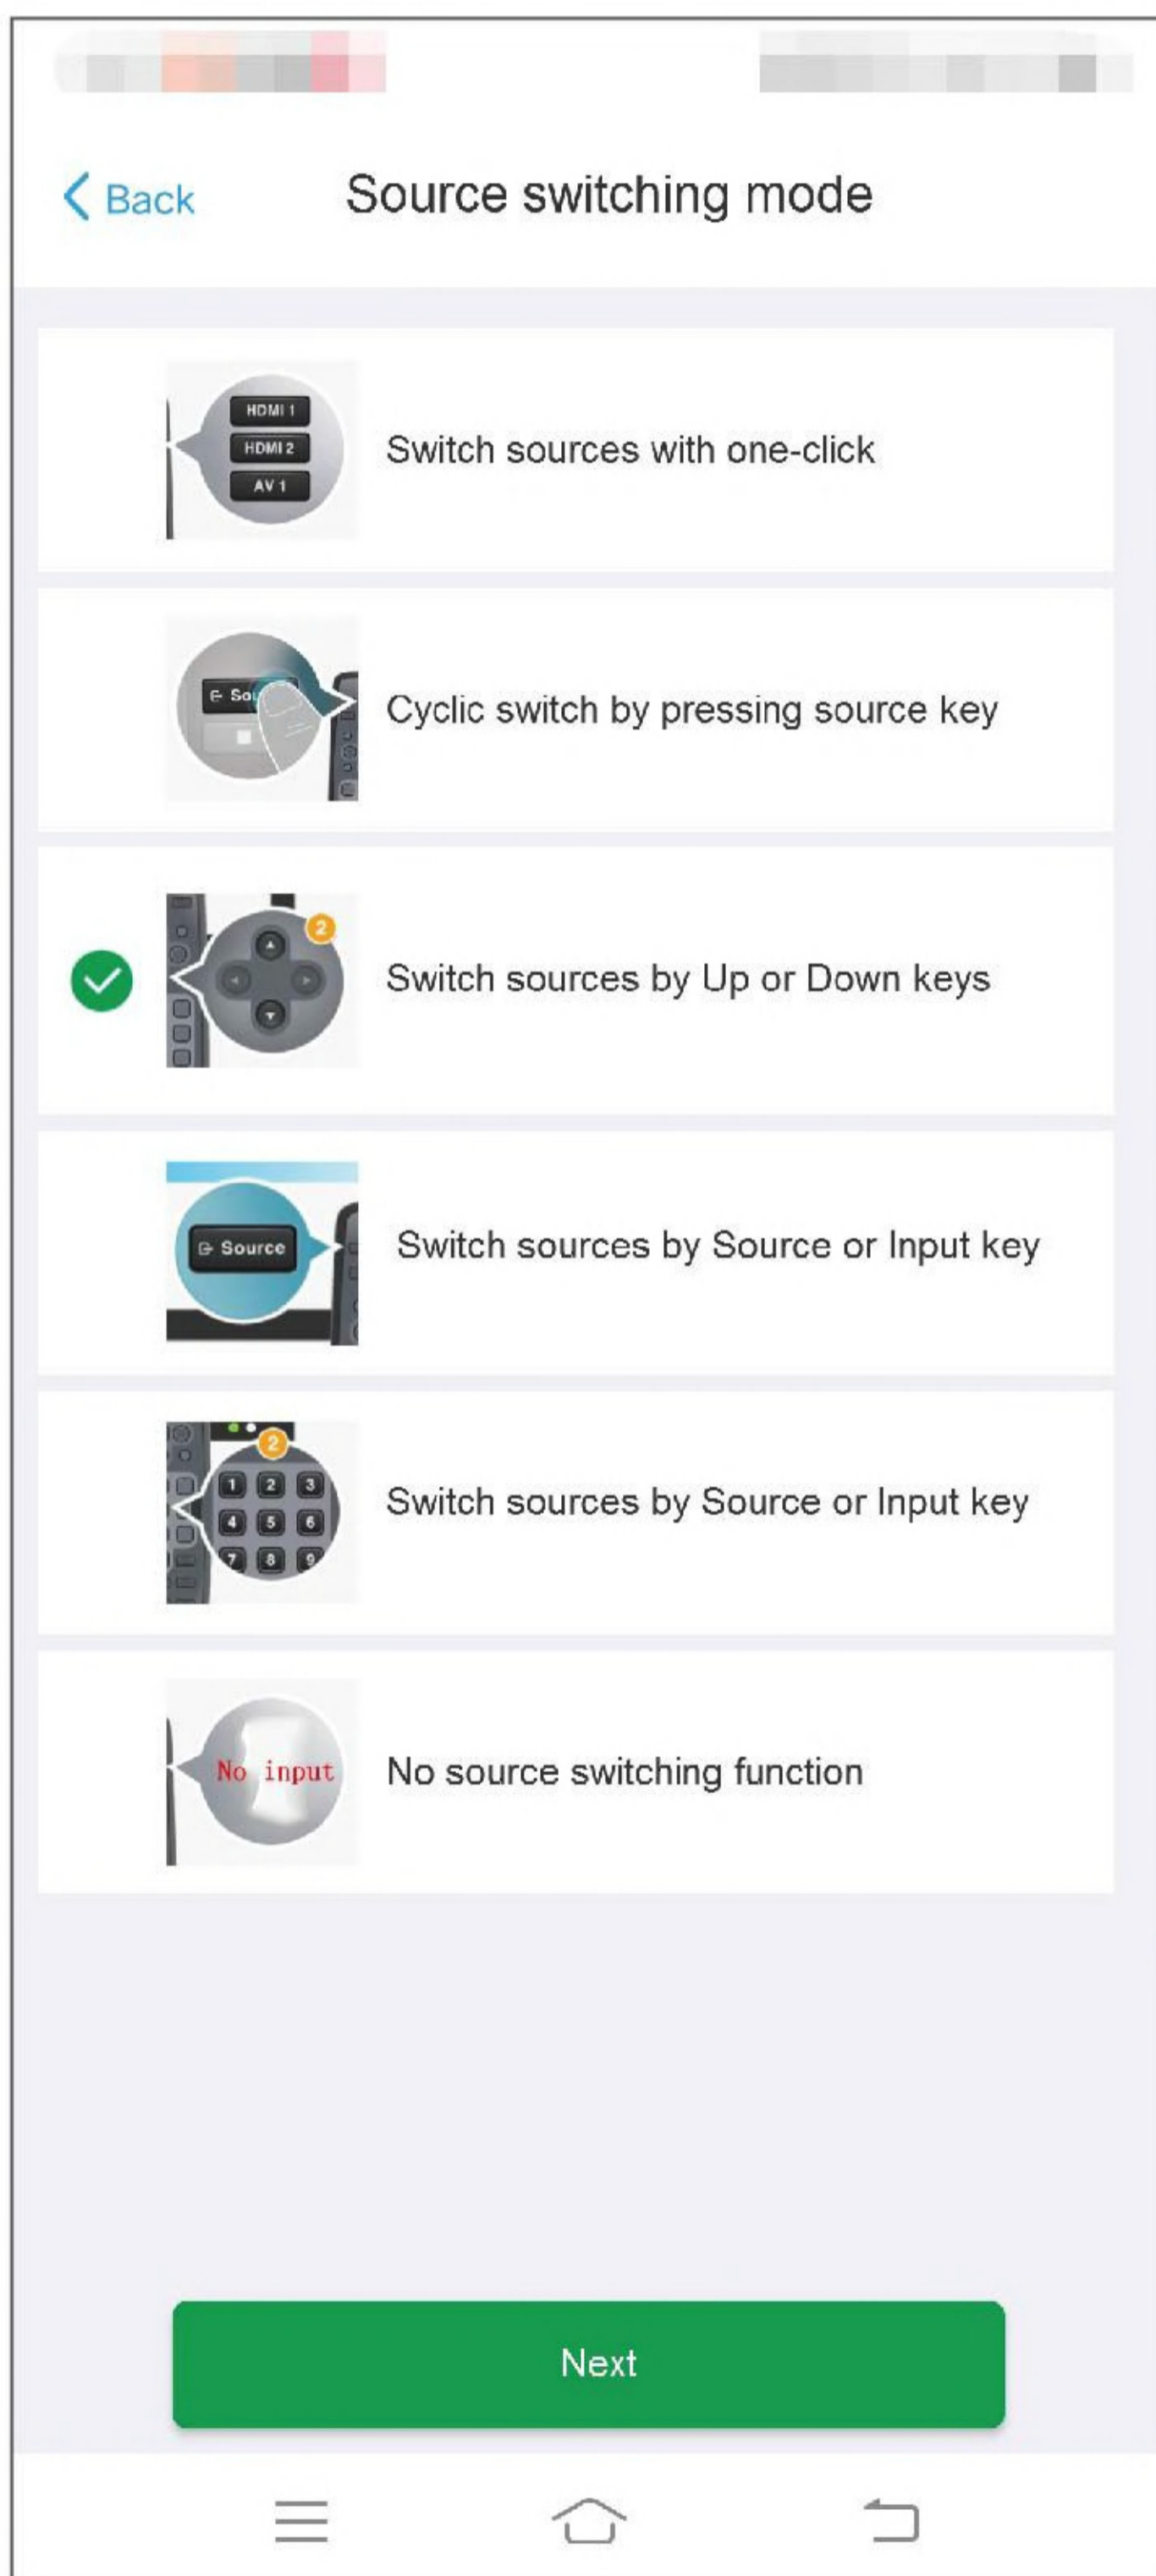 Back
Source switching mode
HDMI 1
HDMI 2
AV 1
Switch sources with one-click
Cyclic switch by pressing source key
2
Switch sources by Up or Down keys
Source
Switch sources by Source or Input key
2
1 2 3
4 5 6
7 8 9
Switch sources by Source or Input key
No input
No source switching function
Next